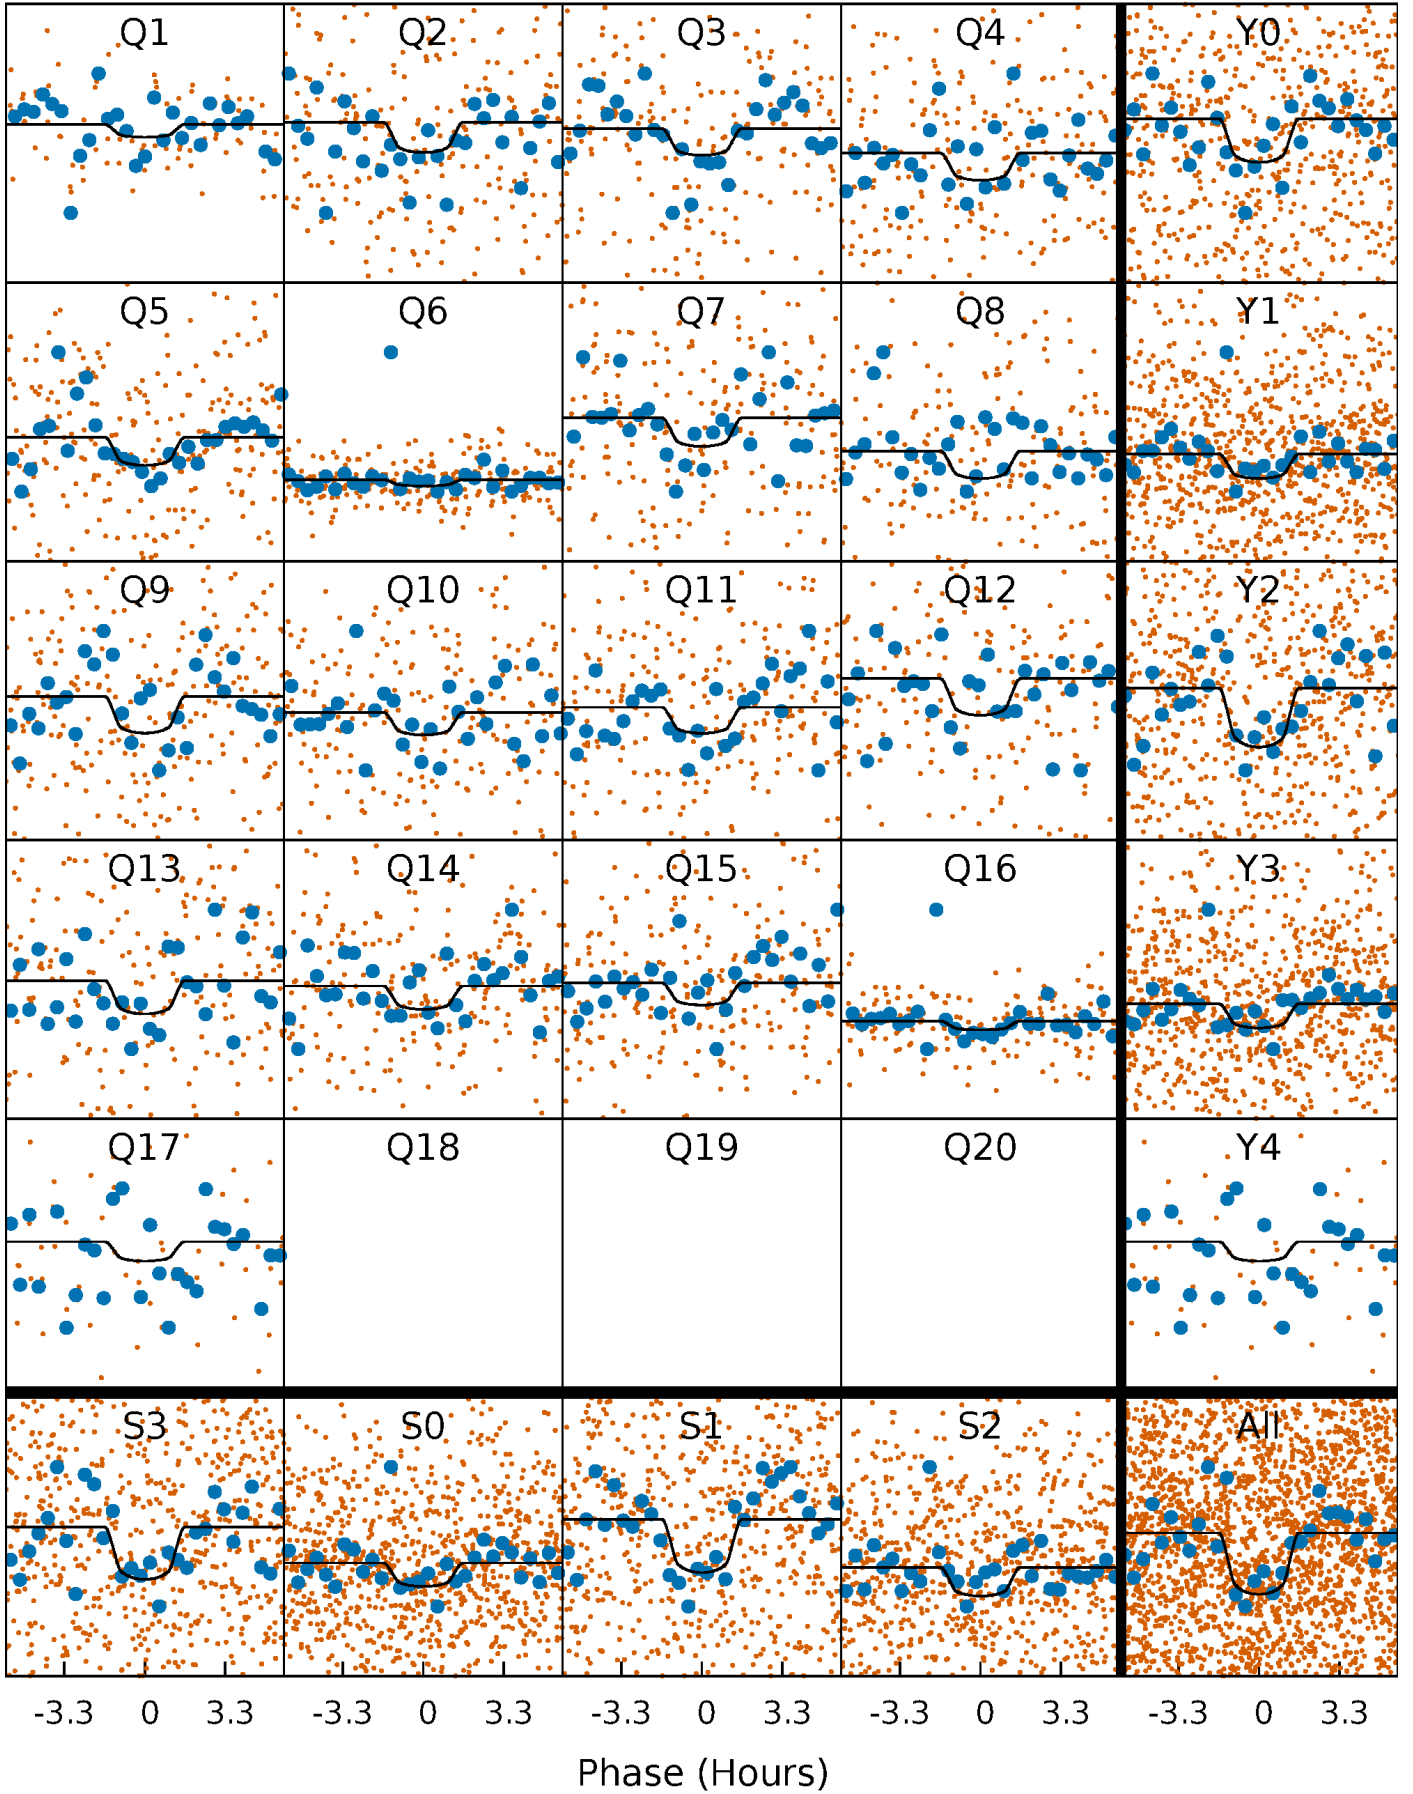 Q1 Q2 Q3 Q4 Y0
Q5 Q6 Q7 Q8 Y1
Q9 Q10 Q11 Q12 Y2
Q13 Q14 Q15 Q16 Y3
Q17 Q18 Q19 Q20 Y4
S3 S0 S1 S2 All
-3.3 0 3.3 -3.3 0 3.3 -3.3 0 3.3 -3.3 0 3.3 -3.3 0 3.3
Phase (Hours)